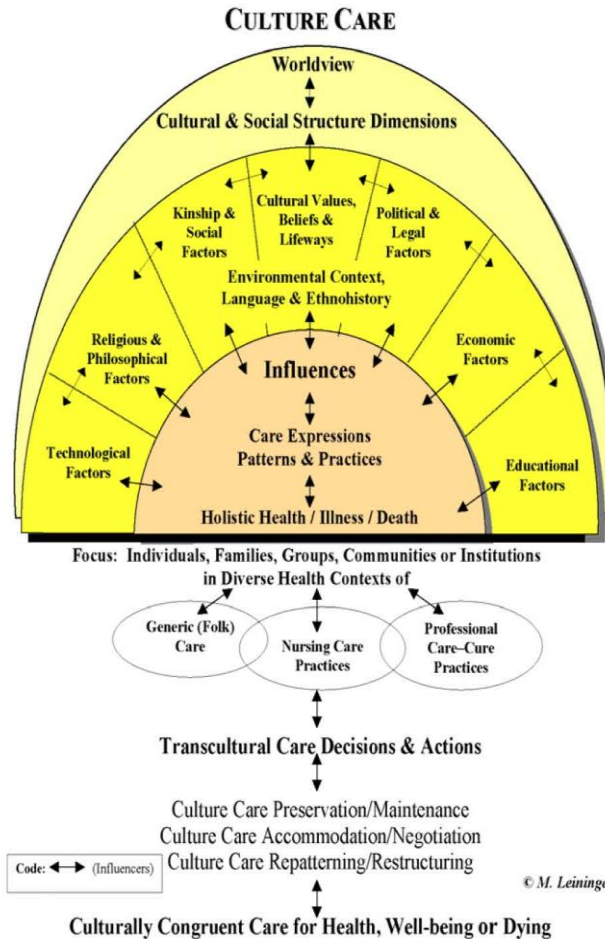 CULTURE CARE
Worldview
Cultural & Social Structure Dimensions
Cultural Values,
Beliefs &
Lifeways
Kinship &
Social
Factors
Political &
Legal
Factors
Environmental Context,
Language & Ethnohistory
Religious &
Philosophical
Factors
Economic
Factors
Influences
Technological
Factors
Care Expressions
Patterns & Practices
Educational
Factors
Holistic Health / Illness / Death
Focus: Individuals, Families, Groups, Communities or Institutions
in Diverse Health Contexts of
Generic (Folk)
Care
Nursing Care
Practices
Professional
Care–Cure
Practices
Transcultural Care Decisions & Actions
Culture Care Preservation/Maintenance
Culture Care Accommodation/Negotiation
Culture Care Repatterning/Restructuring
Code: (Influencers)
© M. Leininge
Culturally Congruent Care for Health, Well-being or Dying